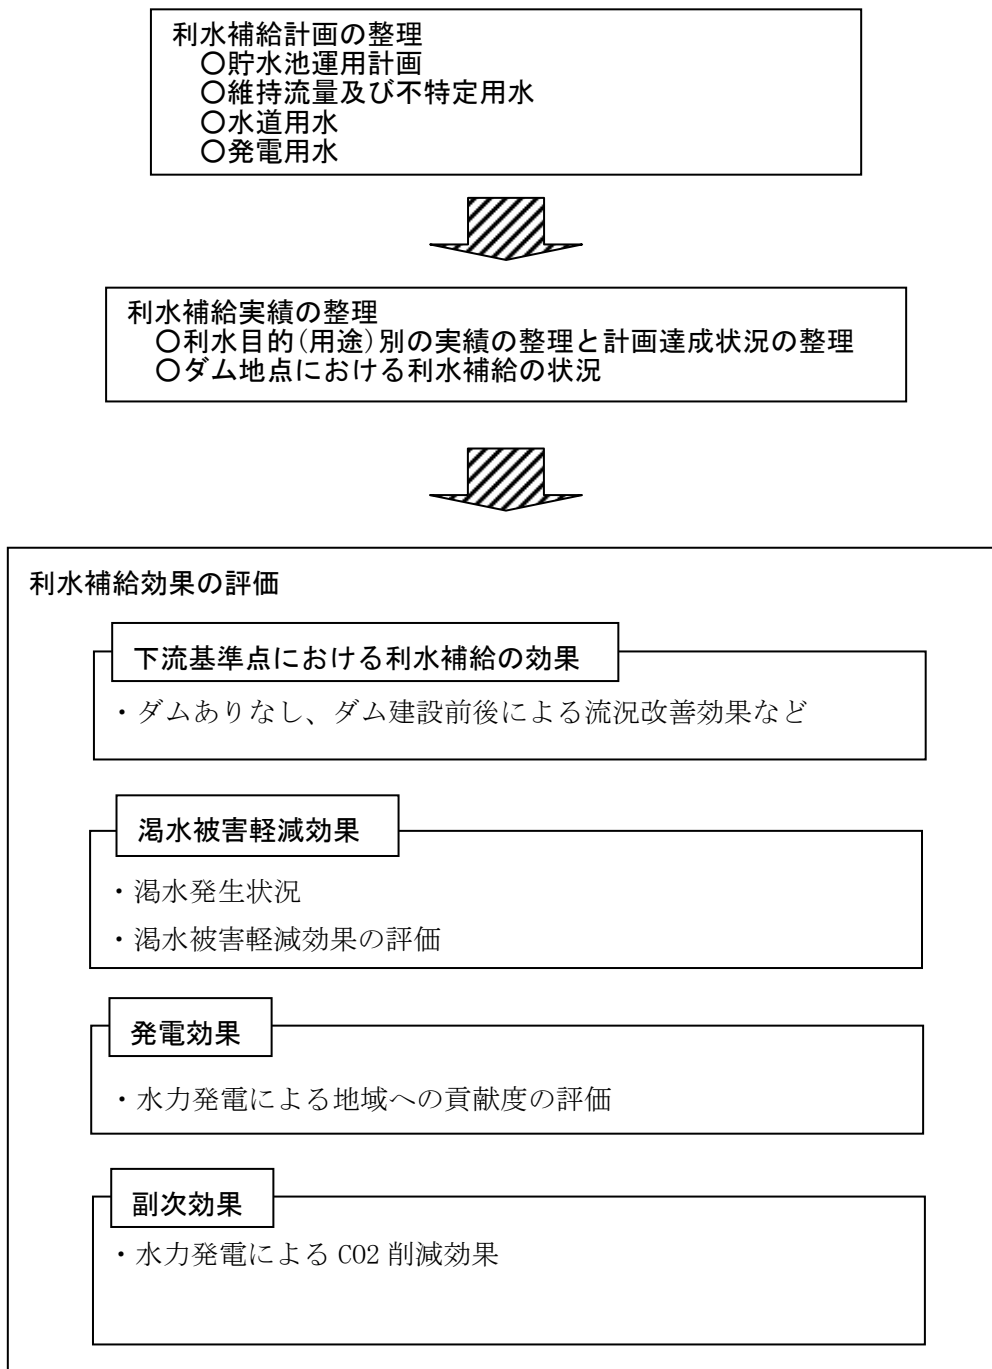 利水補給計画の整理
○貯水池運用計画
○維持流量及び不特定用水
○水道用水
○発電用水
利水補給実績の整理
○利水目的(用途)別の実績の整理と計画達成状況の整理
○ダム地点における利水補給の状況
利水補給効果の評価
下流基準点における利水補給の効果
・ダムありなし、ダム建設前後による流況改善効果など
渇水被害軽減効果
・渇水発生状況
・渇水被害軽減効果の評価
発電効果
・水力発電による地域への貢献度の評価
副次効果
・水力発電による CO2 削減効果